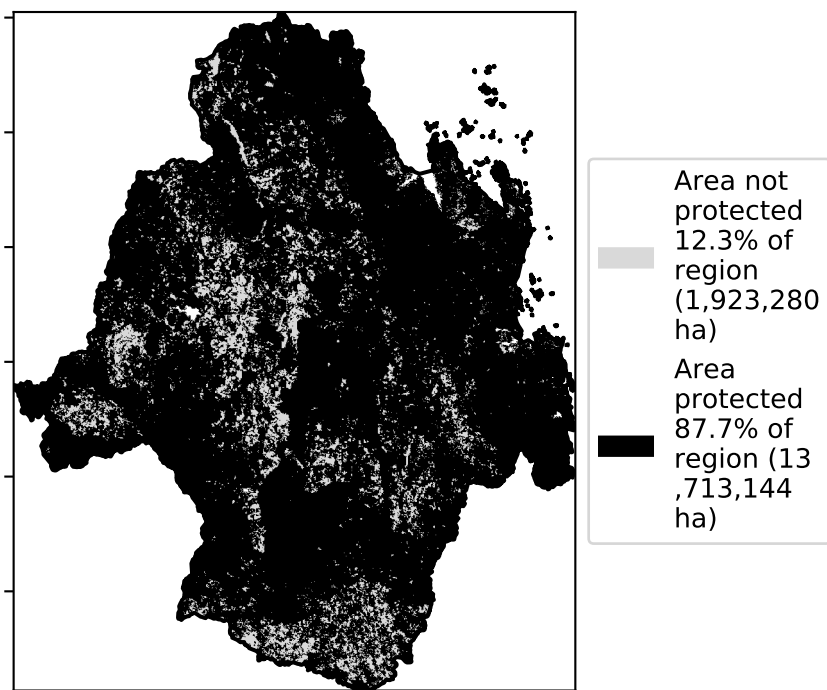 Area not
protected
12.3% of
region
(1,923,280
ha)
Area
protected
87.7% of
region (13
,713,144
ha)